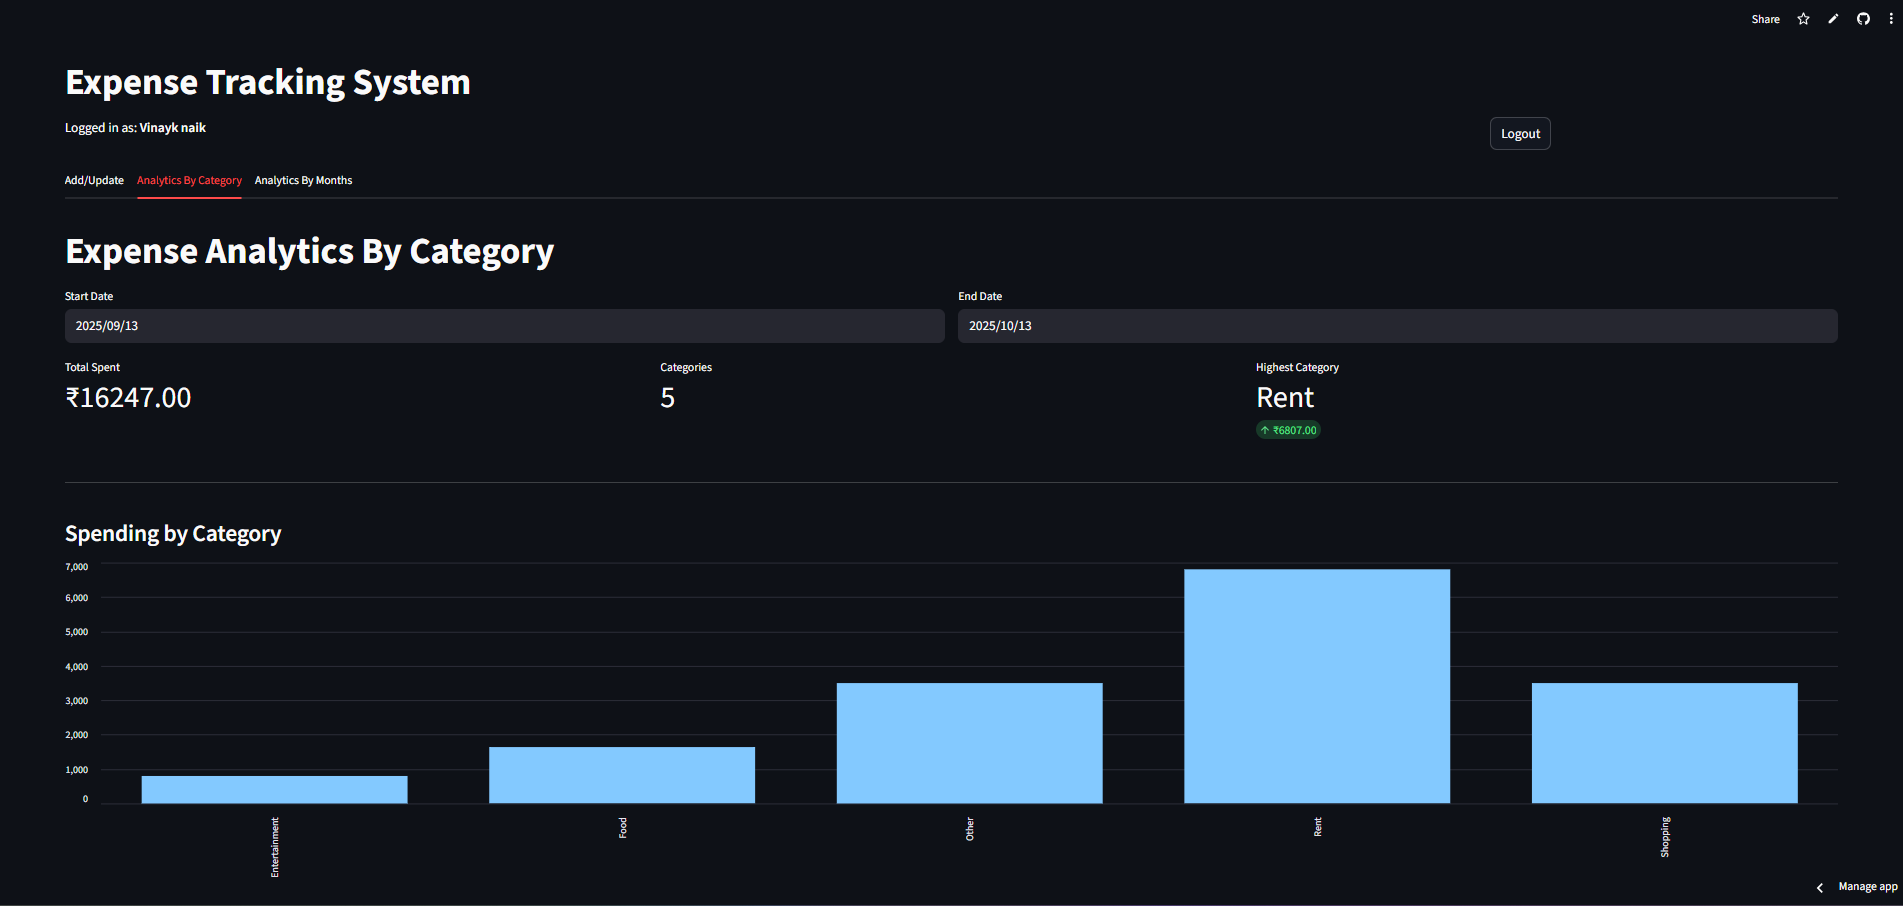 Share
Expense Tracking System
Logged in as: Vinayk naik
Logout
Add/Update Analytics By Category Analytics By Months
Expense Analytics By Category
Start Date End Date
2025/09/13 2025/10/13
Total Spent Categories Highest Category
₹16247.00 5 Rent
↑ ₹6807.00
Spending by Category
7,000
6,000
5,000
4,000
3,000
2,000
1,000
0
Entertainment Food Other Rent Shopping
Manage app